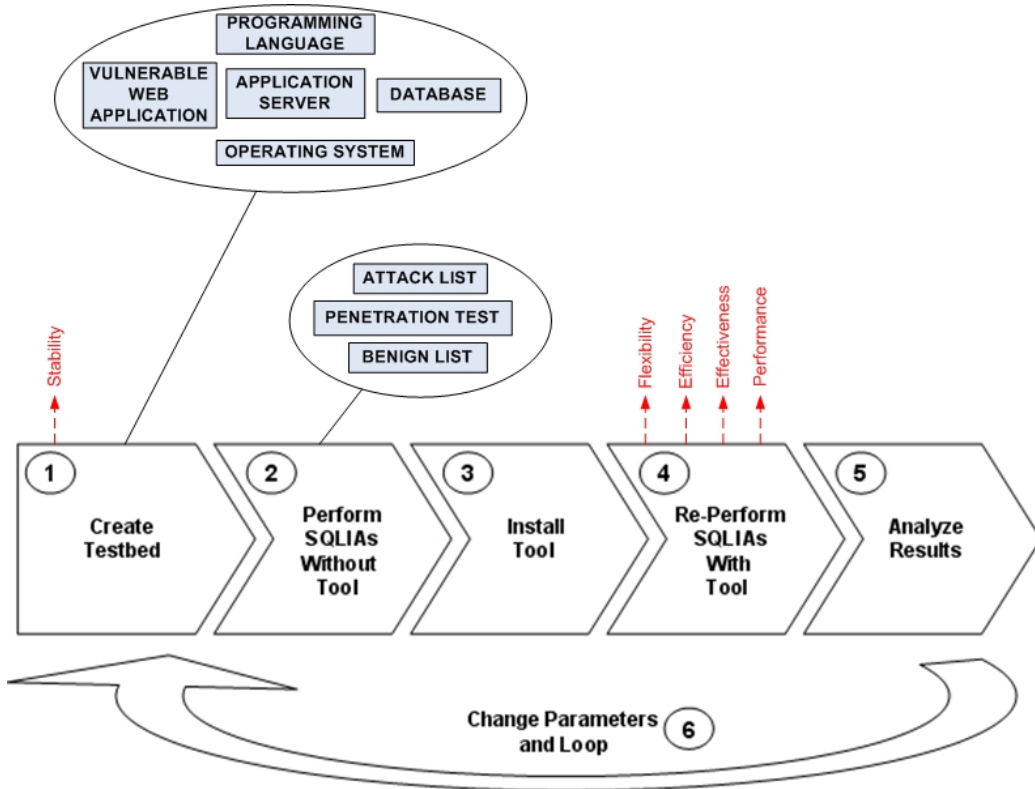 PROGRAMMING
LANGUAGE
VULNERABLE
WEB
APPLICATION
APPLICATION
SERVER
DATABASE
OPERATING SYSTEM
ATTACK LIST
PENETRATION TEST
BENIGN LIST
Stability
Flexibility
Efficiency
Effectiveness
Performance
1
Create
Testbed
2
Perform
SQLIAs
Without
Tool
3
Install
Tool
4
Re-Perform
SQLIAs
With
Tool
5
Analyze
Results
Change Parameters
and Loop
6